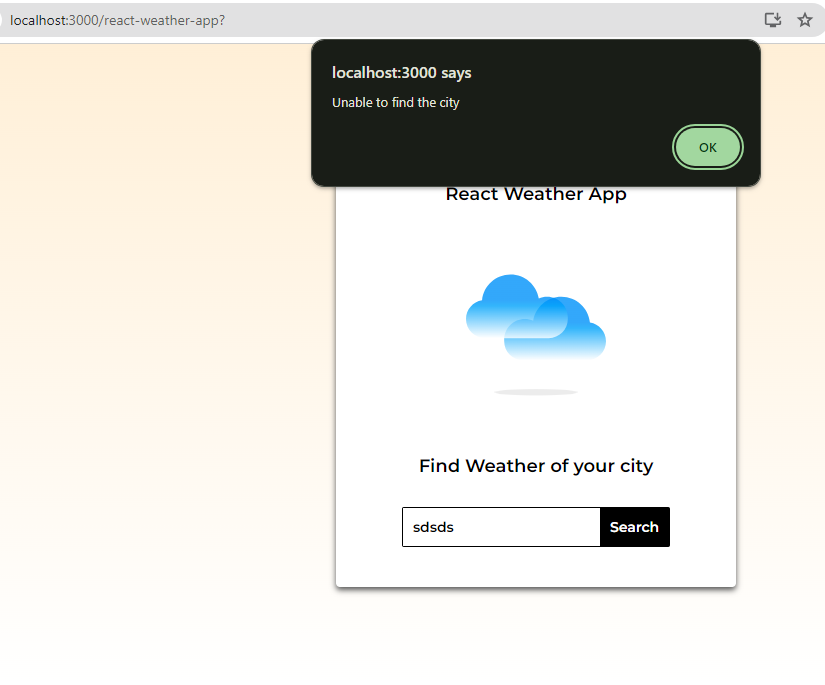 localhost:3000/react-weather-app?
localhost:3000 says
Unable to find the city
OK
React Weather App
Find Weather of your city
sdsds
Search